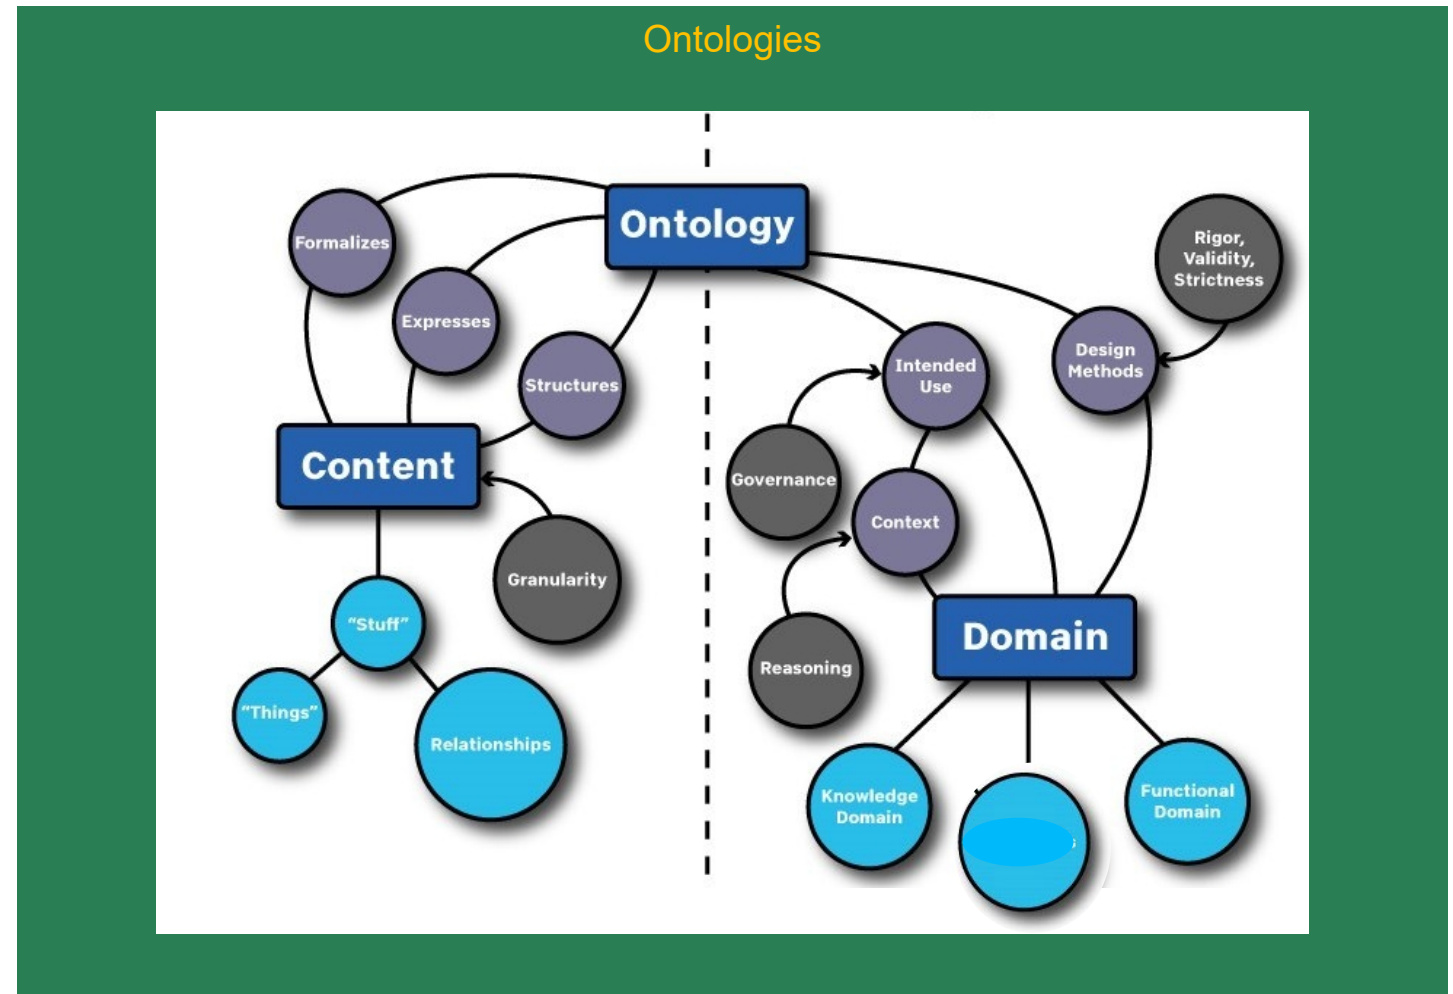 Ontologies
Ontology
Formalizes
Expresses
Structures
Content
Granularity
“Stuff”
“Things”
Relationships
Rigor,
Validity,
Strictness
Design
Methods
Intended
Use
Governance
Context
Reasoning
Domain
Knowledge
Domain
Functional
Domain